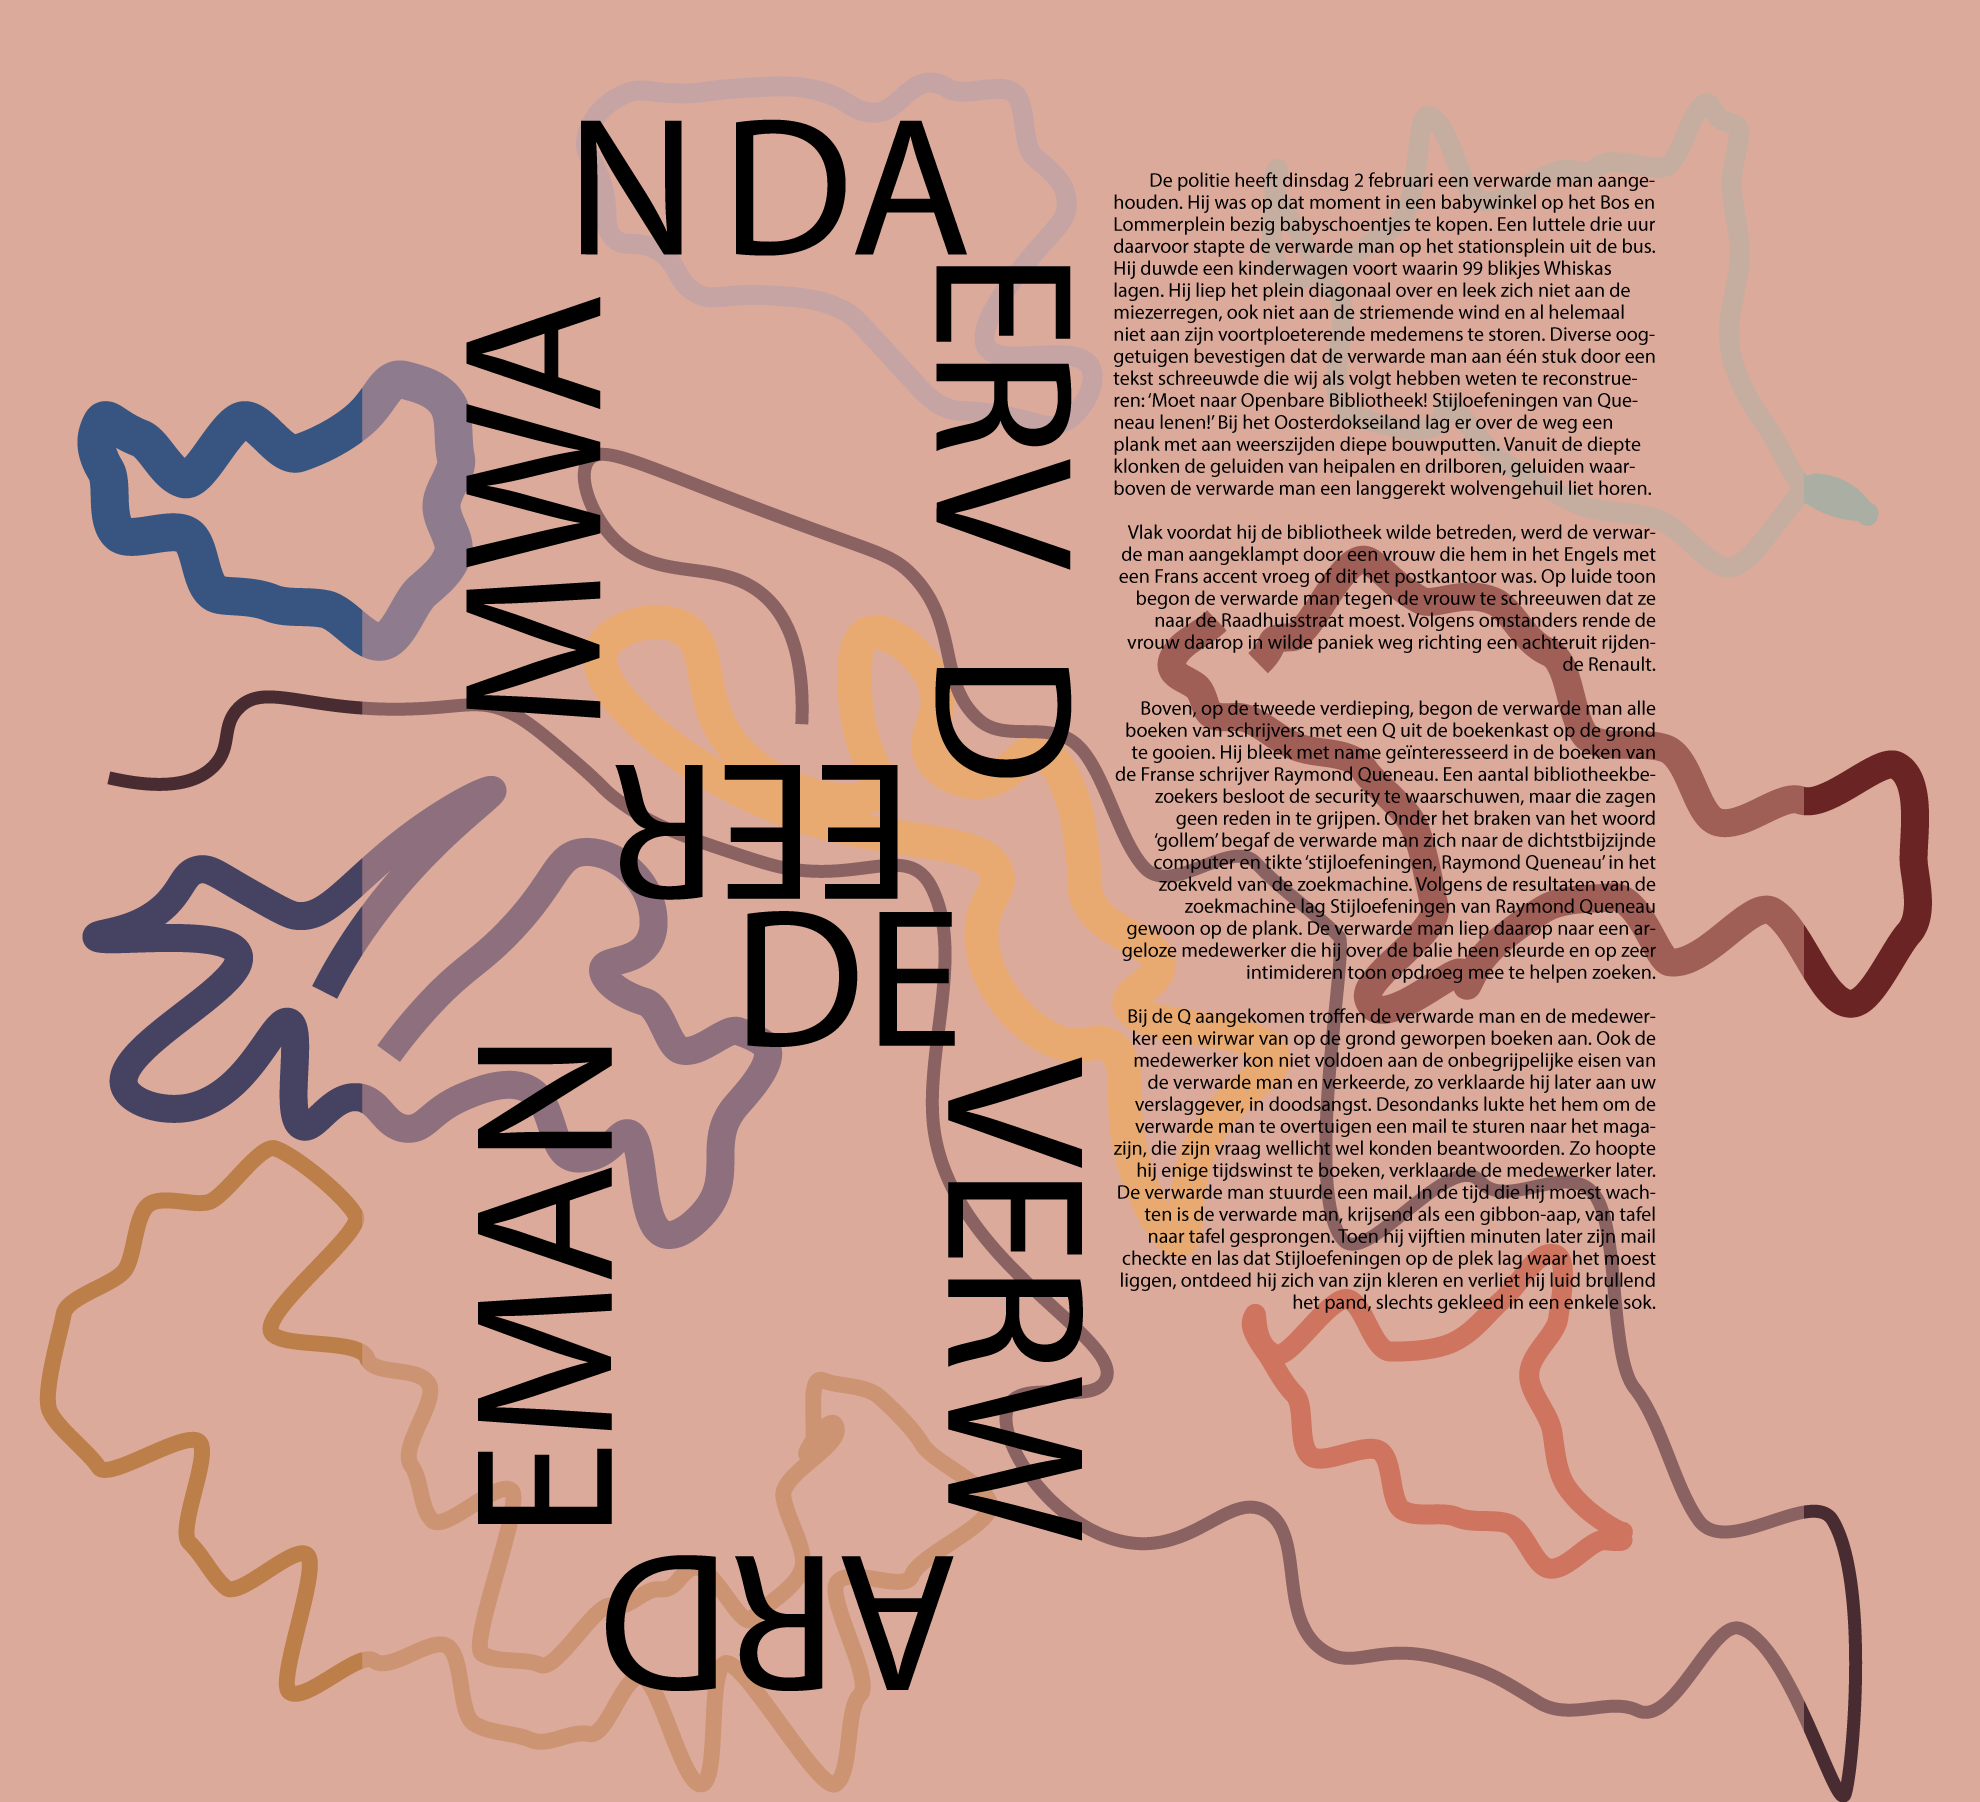 N DA
ERV D
EER
MWA
DE
VERW
ARD
EMAN
De politie heeft dinsdag 2 februari een verwarde man aange-
houden. Hij was op dat moment in een babywinkel op het Bos en
Lommerplein bezig babyschoentjes te kopen. Een luttele drie uur
daarvoor stapte de verwarde man op het stationsplein uit de bus.
Hij duwde een kinderwagen voort waarin 99 blikjes Whiskas
lagen. Hij liep het plein diagonaal over en leek zich niet aan de
miezerregen, ook niet aan de striemende wind en al helemaal
niet aan zijn voortploeterende medemens te storen. Diverse oog-
getuigen bevestigen dat de verwarde man aan één stuk door een
tekst schreeuwde die wij als volgt hebben weten te reconstrue-
ren: ‘Moet naar Openbare Bibliotheek! Stijloefeningen van Que-
neau lenen!’ Bij het Oosterdokseiland lag er over de weg een
plank met aan weerszijden diepe bouwputten. Vanuit de diepte
klonken de geluiden van heipalen en drilboren, geluiden waar-
boven de verwarde man een langgerekt wolvengehuil liet horen.
Vlak voordat hij de bibliotheek wilde betreden, werd de verwar-
de man aangeklampt door een vrouw die hem in het Engels met
een Frans accent vroeg of dit het postkantoor was. Op luide toon
begon de verwarde man tegen de vrouw te schreeuwen dat ze
naar de Raadhuisstraat moest. Volgens omstanders rende de
vrouw daarop in wilde paniek weg richting een achteruit rijden-
de Renault.
Boven, op de tweede verdieping, begon de verwarde man alle
boeken van schrijvers met een Q uit de boekenkast op de grond
te gooien. Hij bleek met name geïnteresseerd in de boeken van
de Franse schrijver Raymond Queneau. Een aantal bibliotheekbe-
zoekers besloot de security te waarschuwen, maar die zagen
geen reden in te grijpen. Onder het braken van het woord
‘gollem’ begaf de verwarde man zich naar de dichtstbijzijnde
computer en tikte ‘stijloefeningen, Raymond Queneau’ in het
zoekveld van de zoekmachine. Volgens de resultaten van de
zoekmachine lag Stijloefeningen van Raymond Queneau
gewoon op de plank. De verwarde man liep daarop naar een ar-
geloze medewerker die hij over de balie heen sleurde en op zeer
intimideren toon opdroeg mee te helpen zoeken.
Bij de Q aangekomen troffen de verwarde man en de medewer-
ker een wirwar van op de grond geworpen boeken aan. Ook de
medewerker kon niet voldoen aan de onbegrijpelijke eisen van
de verwarde man en verkeerde, zo verklaarde hij later aan uw
verslaggever, in doodsangst. Desondanks lukte het hem om de
verwarde man te overtuigen een mail te sturen naar het maga-
zijn, die zijn vraag wellicht wel konden beantwoorden. Zo hoopte
hij enige tijdswinst te boeken, verklaarde de medewerker later.
De verwarde man stuurde een mail. In de tijd die hij moest wach-
ten is de verwarde man, krijsend als een gibbon-aap, van tafel
naar tafel gesprongen. Toen hij vijftien minuten later zijn mail
checkte en las dat Stijloefeningen op de plek lag waar het moest
liggen, ontdeed hij zich van zijn kleren en verliet hij luid brullend
het pand, slechts gekleed in een enkele sok.